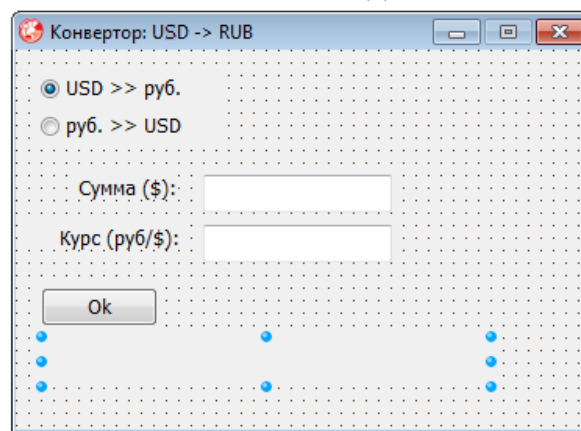 Конвертор: USD -> RUB
USD >> руб.
руб. >> USD
Сумма ($):
Курс (руб/$):
Ok